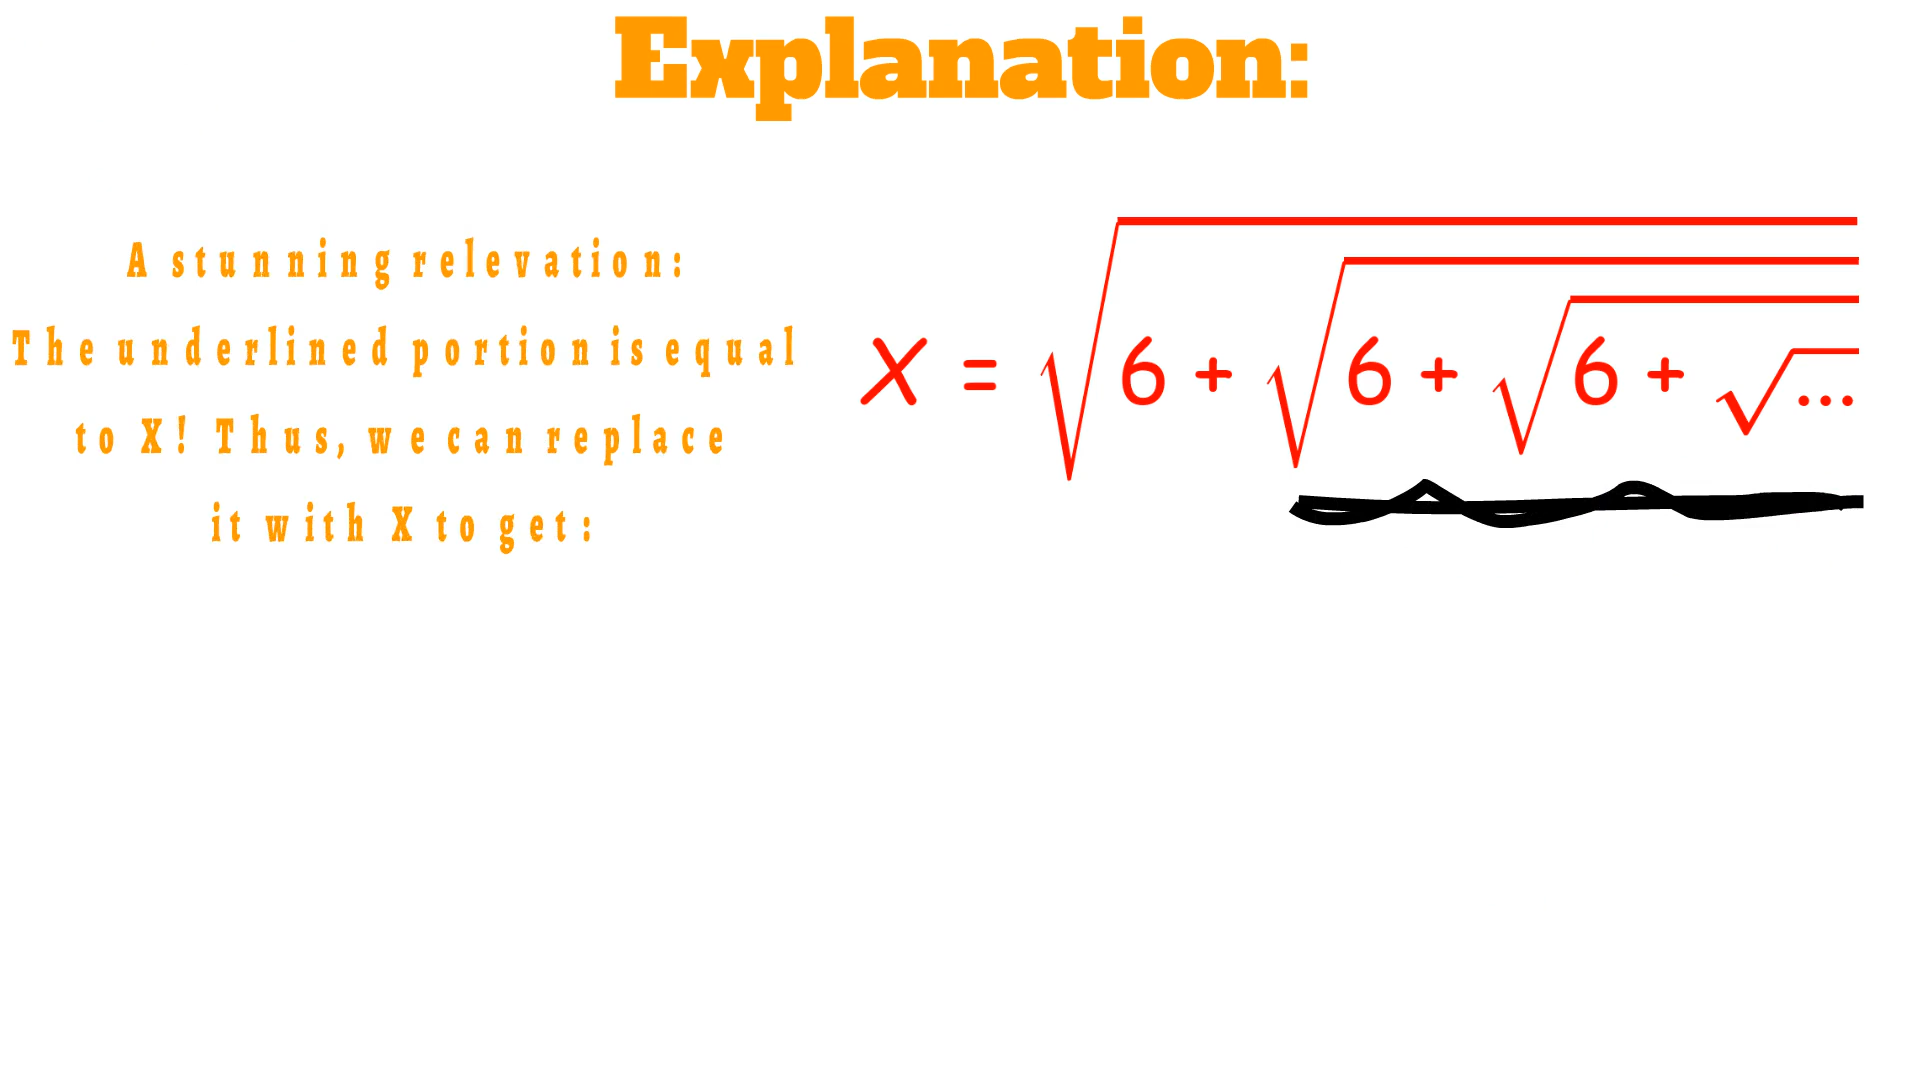 Explanation:
A stunning relevation:
The underlined portion is equal
to X! Thus, we can replace
it with X to get:
X = √6 + √6 + √6 + √...